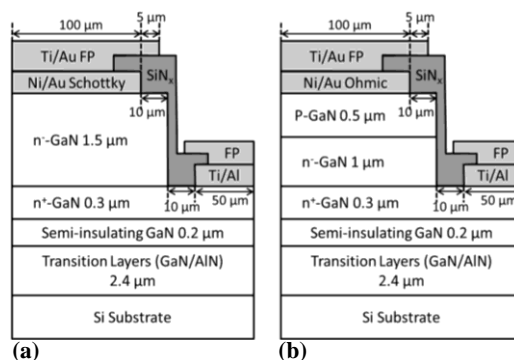 100 μm
5 μm
Ti/Au FP
SiNx
Ni/Au Schottky
10 μm
n⁻-GaN 1.5 μm
FP
Ti/Al
n⁺-GaN 0.3 μm
10 μm
50 μm
Semi-insulating GaN 0.2 μm
Transition Layers (GaN/AlN)
2.4 μm
Si Substrate
(a)
100 μm
5 μm
Ti/Au FP
SiNx
Ni/Au Ohmic
10 μm
P-GaN 0.5 μm
n⁻-GaN 1 μm
FP
Ti/Al
n⁺-GaN 0.3 μm
10 μm
50 μm
Semi-insulating GaN 0.2 μm
Transition Layers (GaN/AlN)
2.4 μm
Si Substrate
(b)